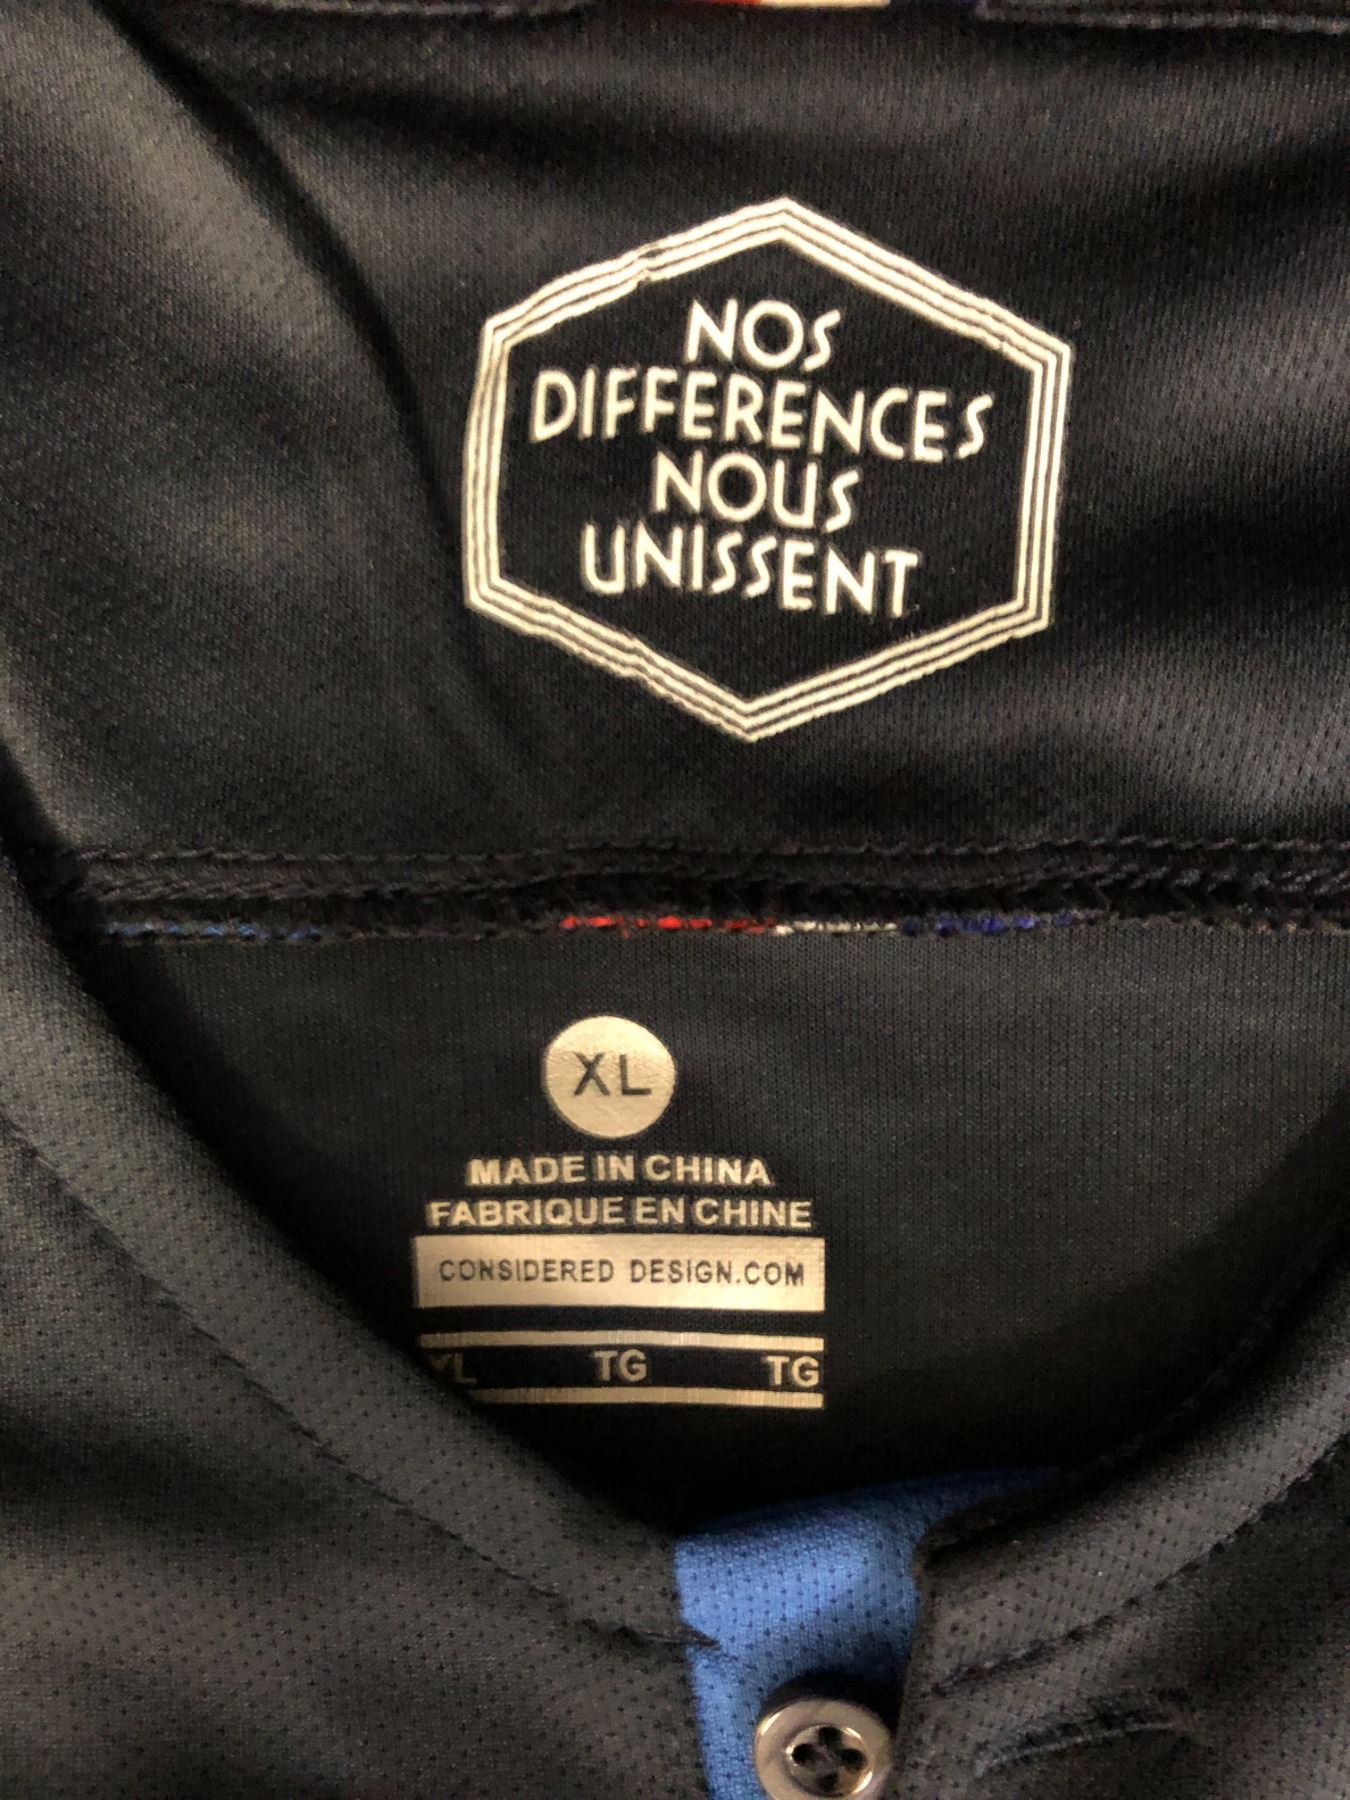 NOS
DIFFERENCES
NOUS
UNISSENT
XL
MADE IN CHINA
FABRIQUE EN CHINE
CONSIDERED DESIGN.COM
XL TG TG